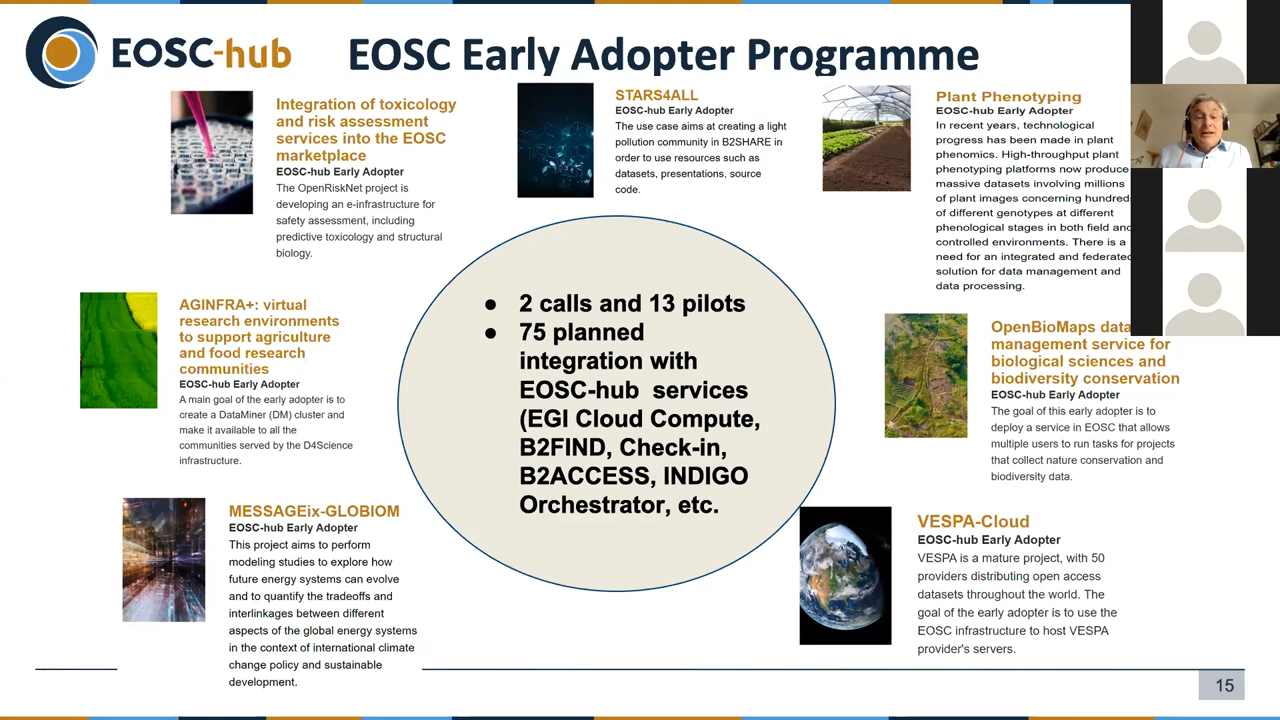 EOSC-hub
EOSC Early Adopter Programme
Integration of toxicology
and risk assessment
services into the EOSC
marketplace
EOSC-hub Early Adopter
The OpenRiskNet project is
developing an e-infrastructure for
safety assessment, including
predictive toxicology and structural
biology.
STARS4ALL
EOSC-hub Early Adopter
The use case aims at creating a light
pollution community in B2SHARE in
order to use resources such as
datasets, presentations, source
code.
Plant Phenotyping
EOSC-hub Early Adopter
In recent years, technological
progress has been made in plant
phenomics. High-throughput plant
phenotyping platforms now produce
massive datasets involving millions
of plant images concerning hundred
of different genotypes at different
phenological stages in both field and
controlled environments. There is a
need for an integrated and federated
solution for data management and
data processing.
AGINFRA+: virtual
research environments
to support agriculture
and food research
communities
EOSC-hub Early Adopter
A main goal of the early adopter is to
create a DataMiner (DM) cluster and
make it available to all the
communities served by the D4Science
infrastructure.
● 2 calls and 13 pilots
● 75 planned
integration with
EOSC-hub services
(EGI Cloud Compute,
B2FIND, Check-in,
B2ACCESS, INDIGO
Orchestrator, etc.
OpenBioMaps data
management service for
biological sciences and
biodiversity conservation
EOSC-hub Early Adopter
The goal of this early adopter is to
deploy a service in EOSC that allows
multiple users to run tasks for projects
that collect nature conservation and
biodiversity data.
MESSAGEix-GLOBIOM
EOSC-hub Early Adopter
This project aims to perform
modeling studies to explore how
future energy systems can evolve
and to quantify the tradeoffs and
interlinkages between different
aspects of the global energy systems
in the context of international climate
change policy and sustainable
development.
VESPA-Cloud
EOSC-hub Early Adopter
VESPA is a mature project, with 50
providers distributing open access
datasets throughout the world. The
goal of the early adopter is to use the
EOSC infrastructure to host VESPA
provider's servers.
15